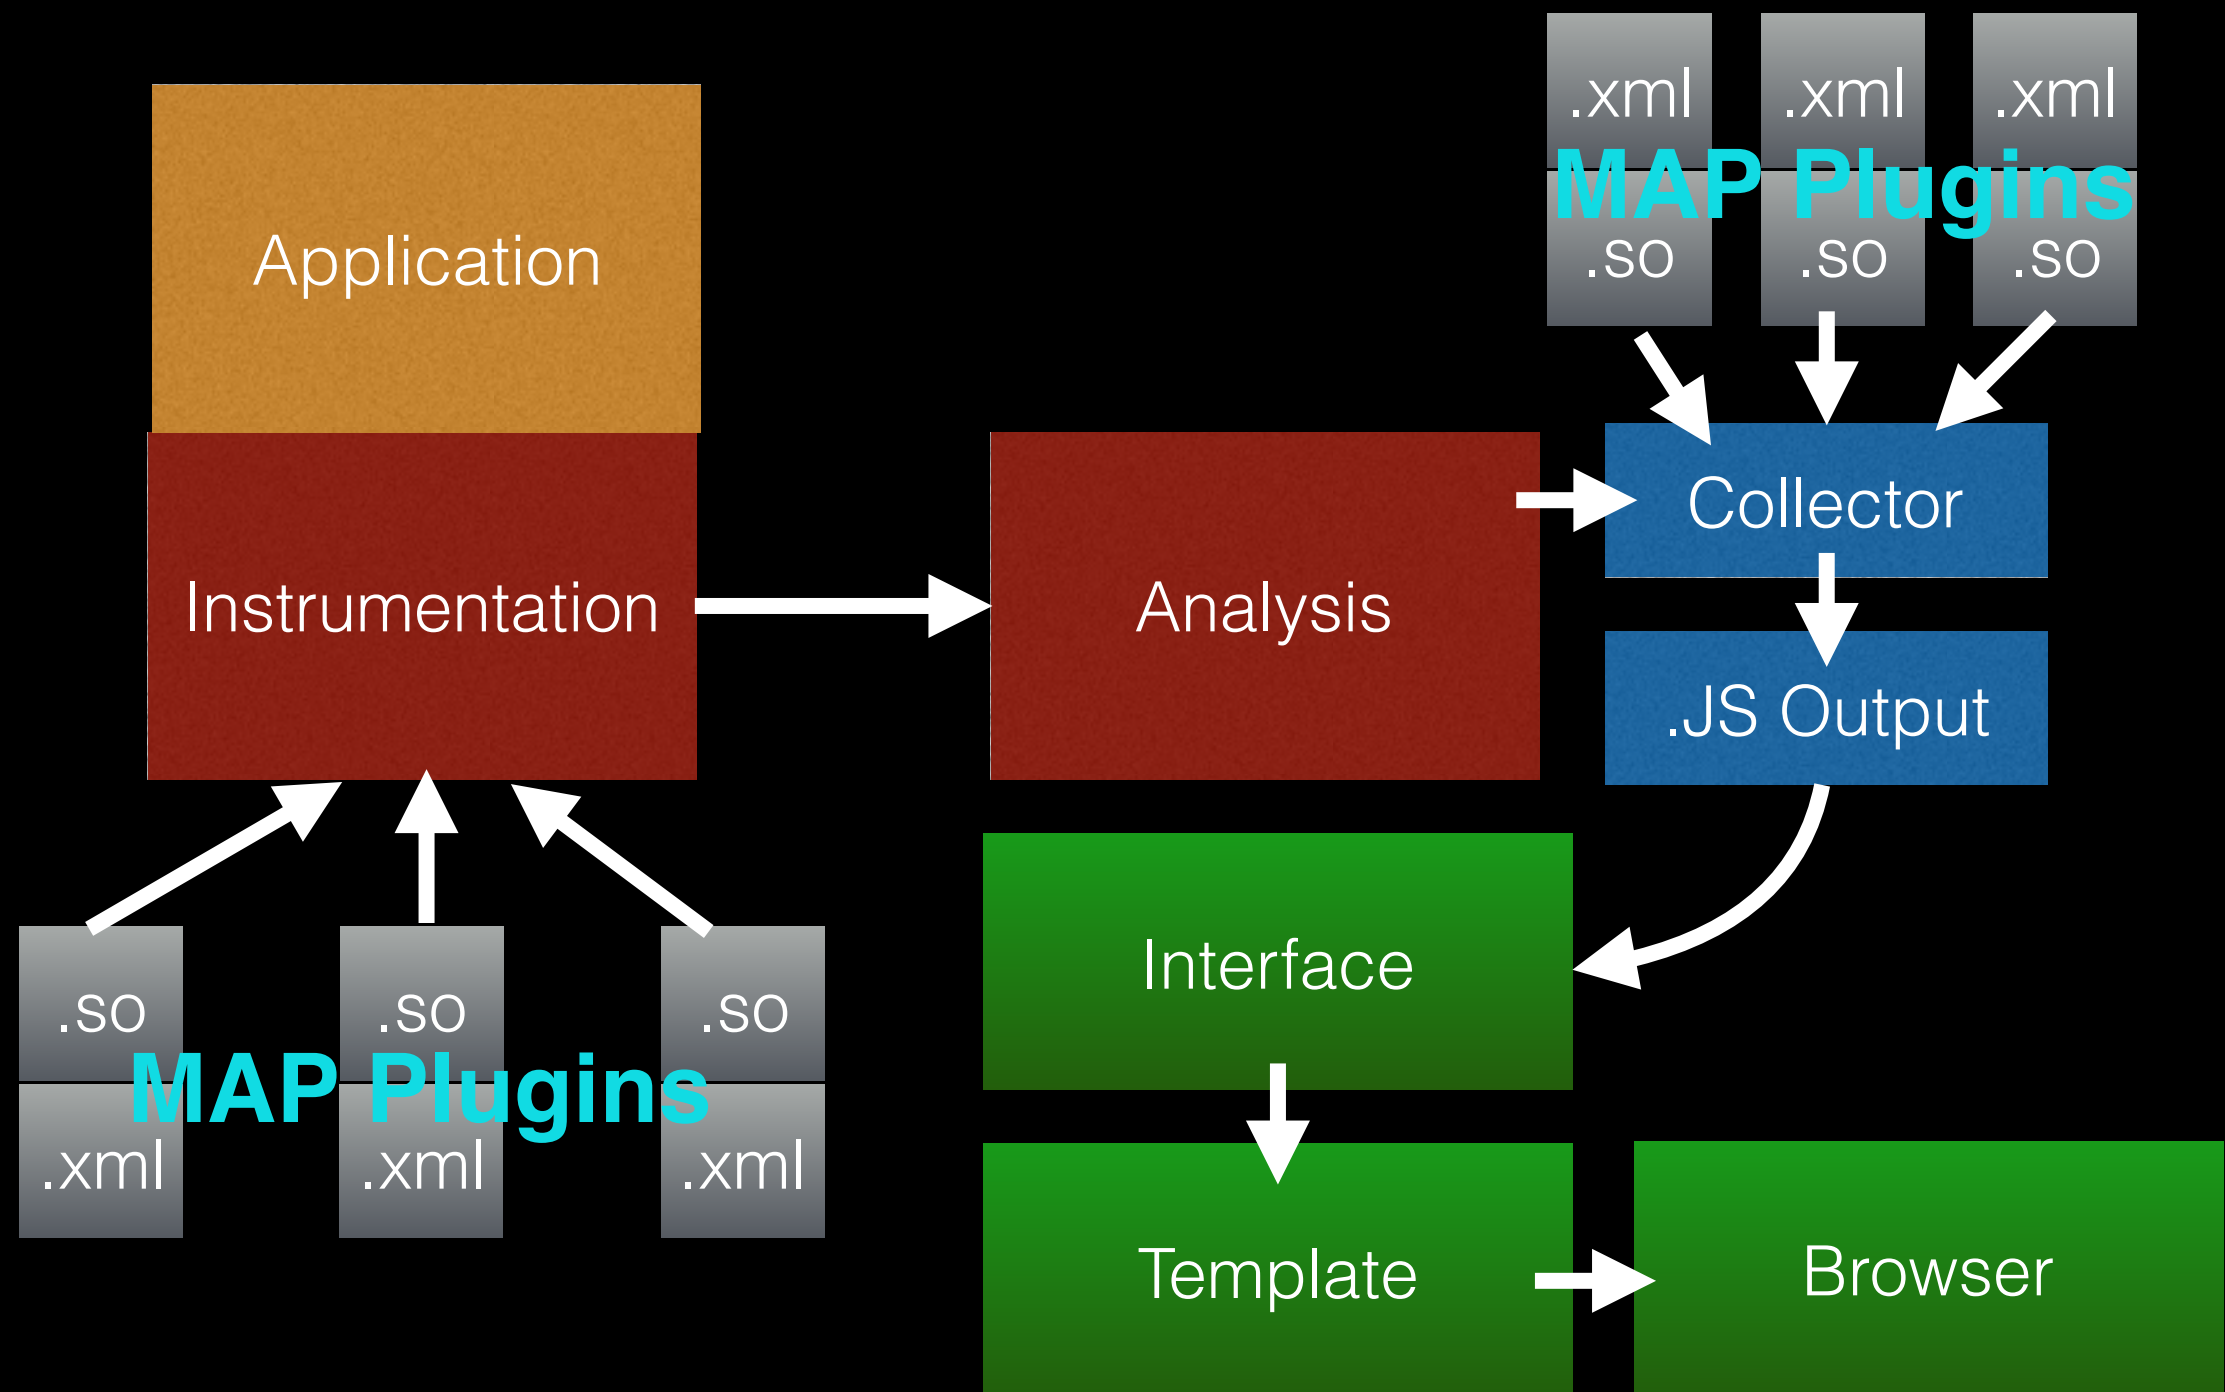 .xml
.xml
.xml
MAP Plugins
.so
.so
.so
Application
Collector
Instrumentation
Analysis
.JS Output
Interface
.so
.so
.so
MAP Plugins
.xml
.xml
.xml
Template
Browser